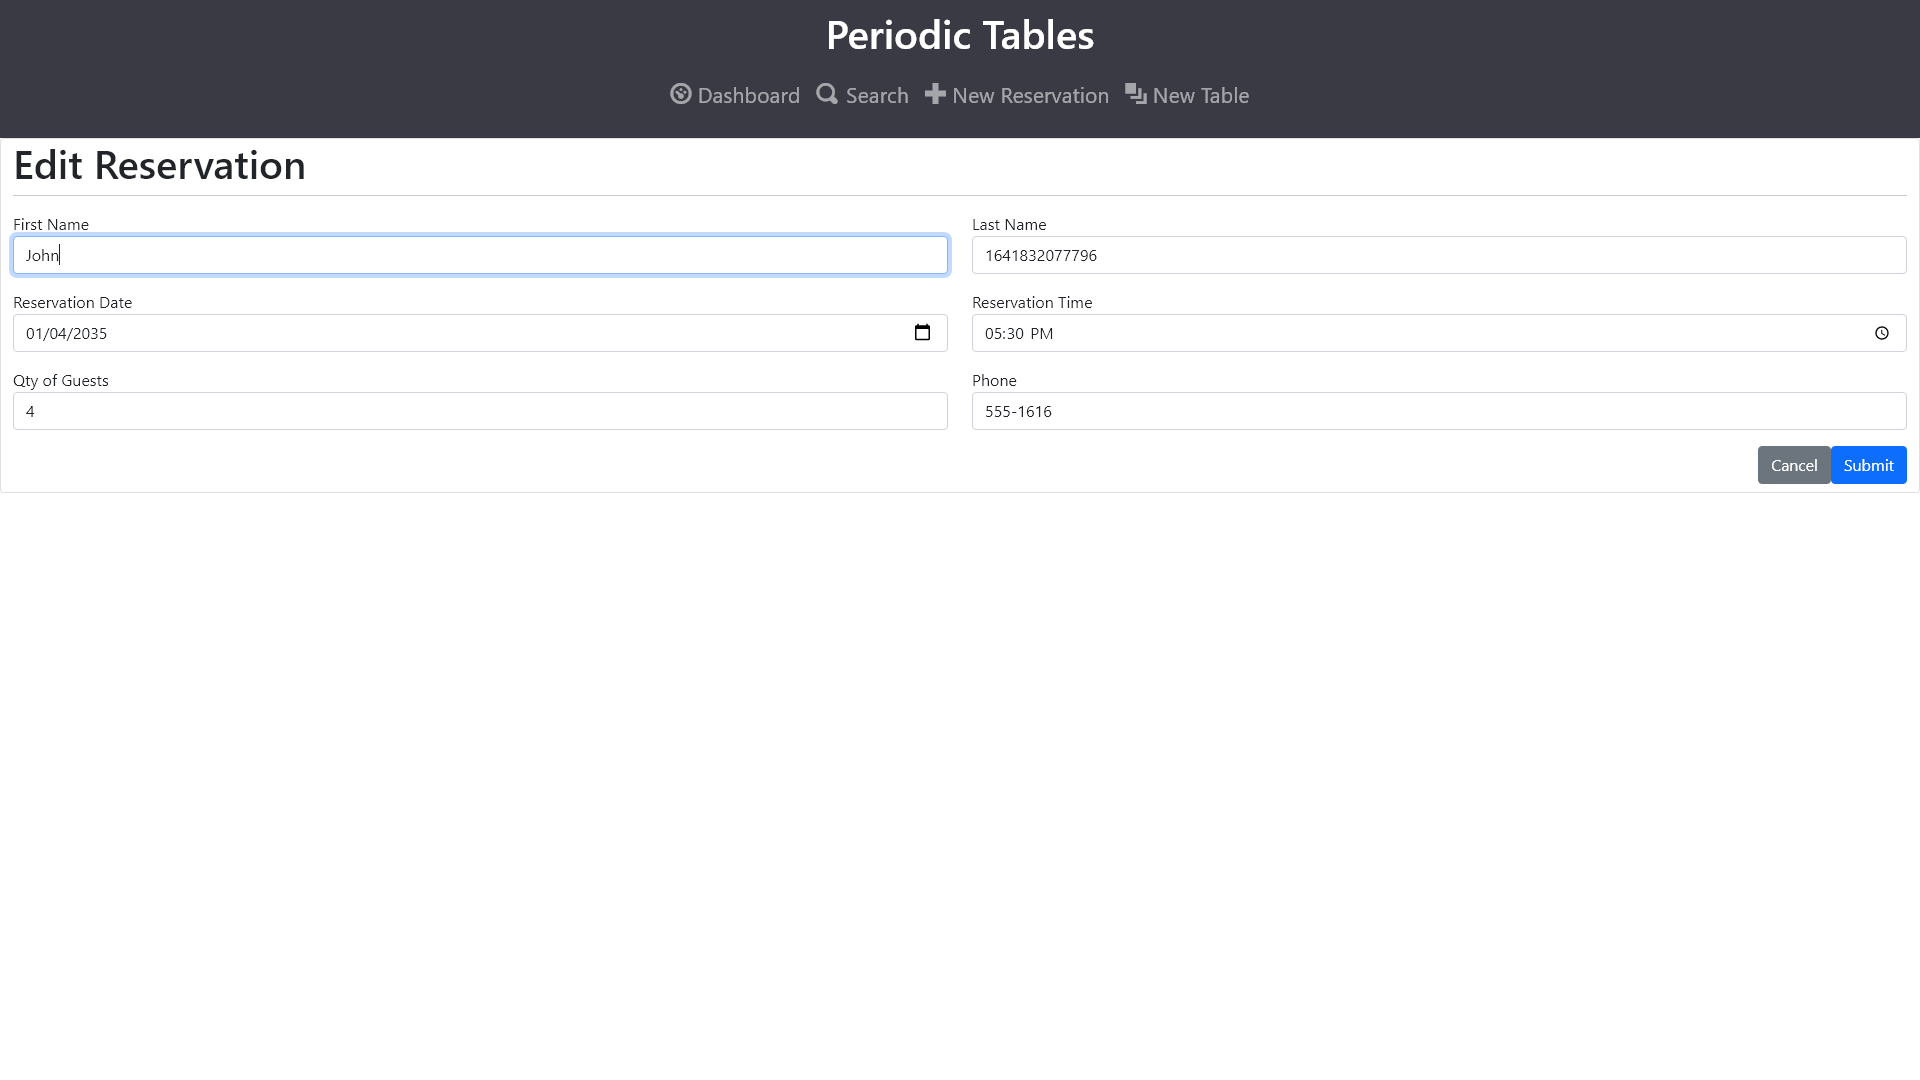 Periodic Tables
Dashboard Search New Reservation New Table
Edit Reservation
First Name Last Name
John 1641832077796
Reservation Date Reservation Time
01/04/2035 05:30 PM
Qty of Guests Phone
4 555-1616
Cancel Submit